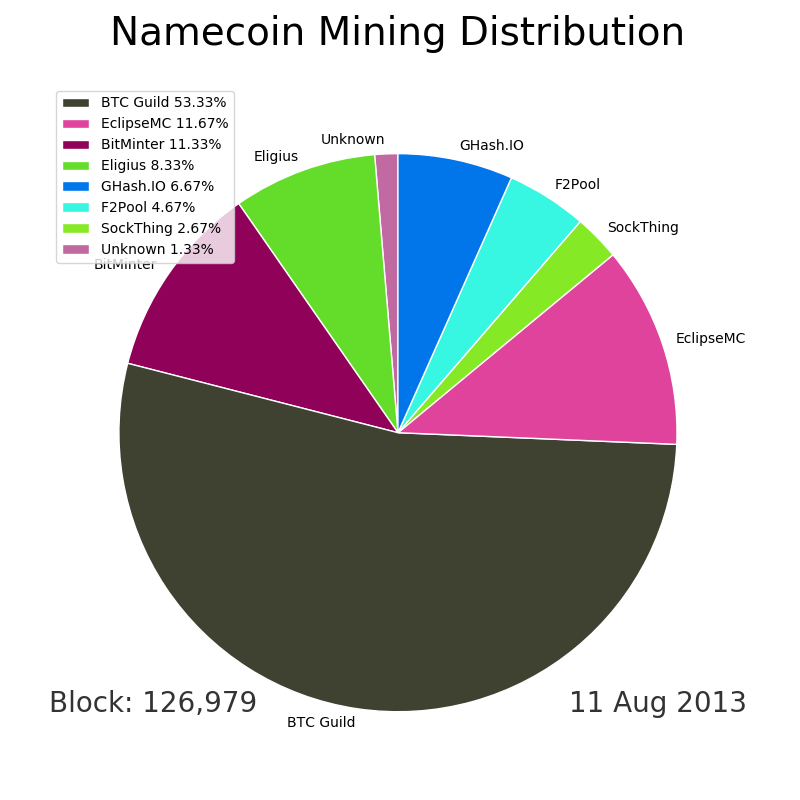 Namecoin Mining Distribution
BTC Guild 53.33%
EclipseMC 11.67%
BitMinter 11.33%
Eligius 8.33%
GHash.IO 6.67%
F2Pool 4.67%
SockThing 2.67%
Unknown 1.33%
Unknown
GHash.IO
Eligius
F2Pool
SockThing
BitMinter
EclipseMC
Block: 126,979
11 Aug 2013
BTC Guild